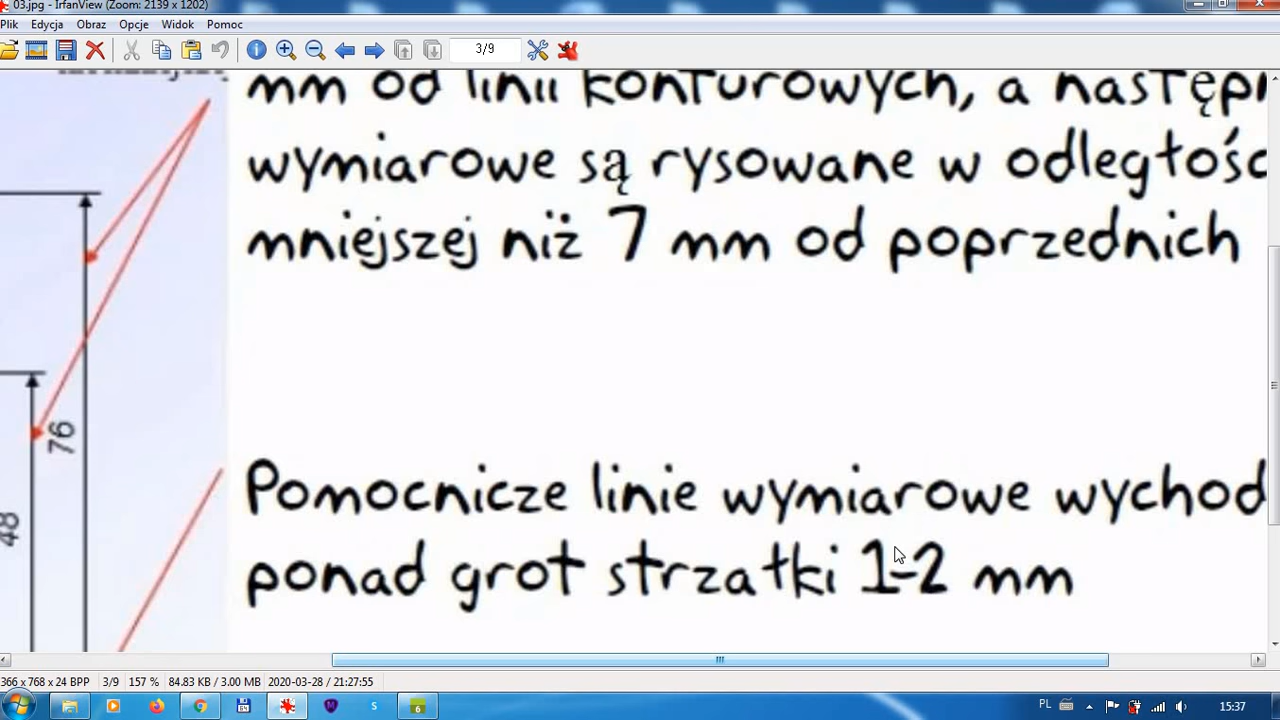 03.jpg - IrfanView (Zoom: 2139 x 1202)
Plik Edycja Obraz Opcje Widok Pomoc
3/9
mm od linii konturowych, a następn
wymiarowe są rysowane w odległośc
mniejszej niż 7 mm od poprzednich
76
48
Pomocnicze linie wymiarowe wychod
ponad grot strzałki 1-2 mm
366 x 768 x 24 BPP 3/9 157 % 84.83 KB / 3.00 MB 2020-03-28 / 21:27:55
PL 15:37